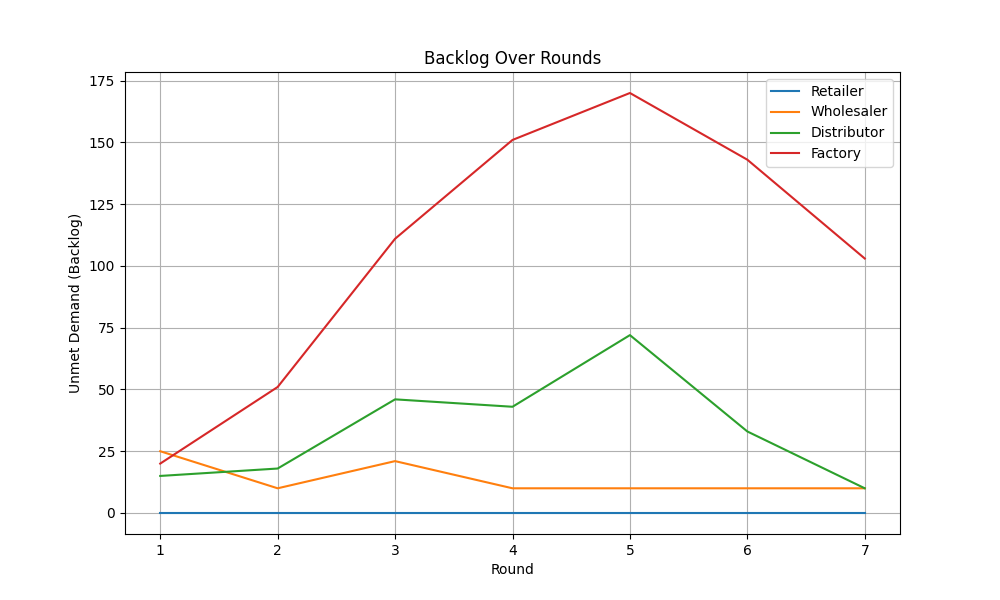 Backlog Over Rounds
175
150
125
100
75
50
25
0
Unmet Demand (Backlog)
Retailer
Wholesaler
Distributor
Factory
1 2 3 4 5 6 7
Round